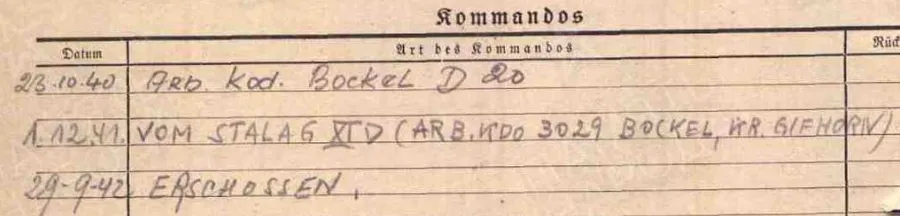 Kommandos
Datum Art des Kommandos Rück
23.10.40 ARB. Kod. BOCKEL D 20
1.12.41. VOM STALAG XI D (ARB.KDO 3029 BOCKEL, KR. GIFHORN)
29-9-42 ERSCHOSSEN.